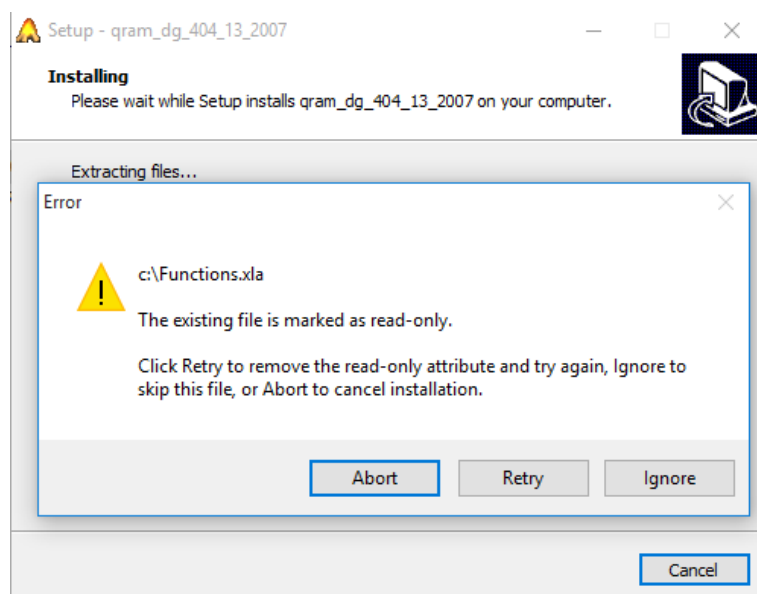 Setup - qram_dg_404_13_2007
Installing
Please wait while Setup installs qram_dg_404_13_2007 on your computer.
Extracting files...
Error
c:\Functions.xla
The existing file is marked as read-only.
Click Retry to remove the read-only attribute and try again, Ignore to
skip this file, or Abort to cancel installation.
Abort
Retry
Ignore
Cancel